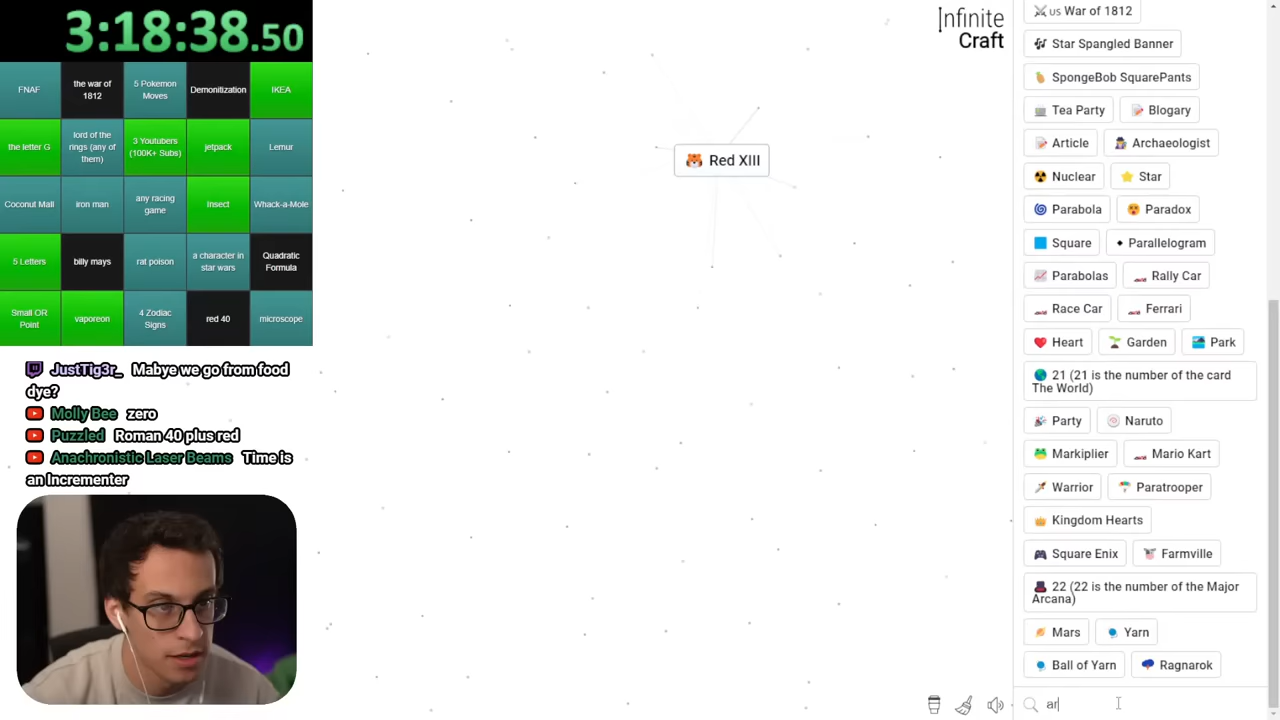 3:18:38.50
FNAF
the war of
1812
5 Pokemon
Moves
Demonitization
IKEA
the letter G
lord of the
rings (any of
them)
3 Youtubers
(100K+ Subs)
jetpack
Lemur
Coconut Mall
iron man
any racing
game
Insect
Whack-a-Mole
5 Letters
billy mays
rat poison
a character in
star wars
Quadratic
Formula
Small OR
Point
vaporeon
4 Zodiac
Signs
red 40
microscope
JustTig3r_ Mabye we go from food
dye?
Molly Bee zero
Puzzled Roman 40 plus red
Anachronistic Laser Beams Time is
an Incrementer
Infinite
Craft
Red XIII
us War of 1812
Star Spangled Banner
SpongeBob SquarePants
Tea Party Blogary
Article Archaeologist
Nuclear Star
Parabola Paradox
Square Parallelogram
Parabolas Rally Car
Race Car Ferrari
Heart Garden Park
21 (21 is the number of the card
The World)
Party Naruto
Markiplier Mario Kart
Warrior Paratrooper
Kingdom Hearts
Square Enix Farmville
22 (22 is the number of the Major
Arcana)
Mars Yarn
Ball of Yarn Ragnarok
ar